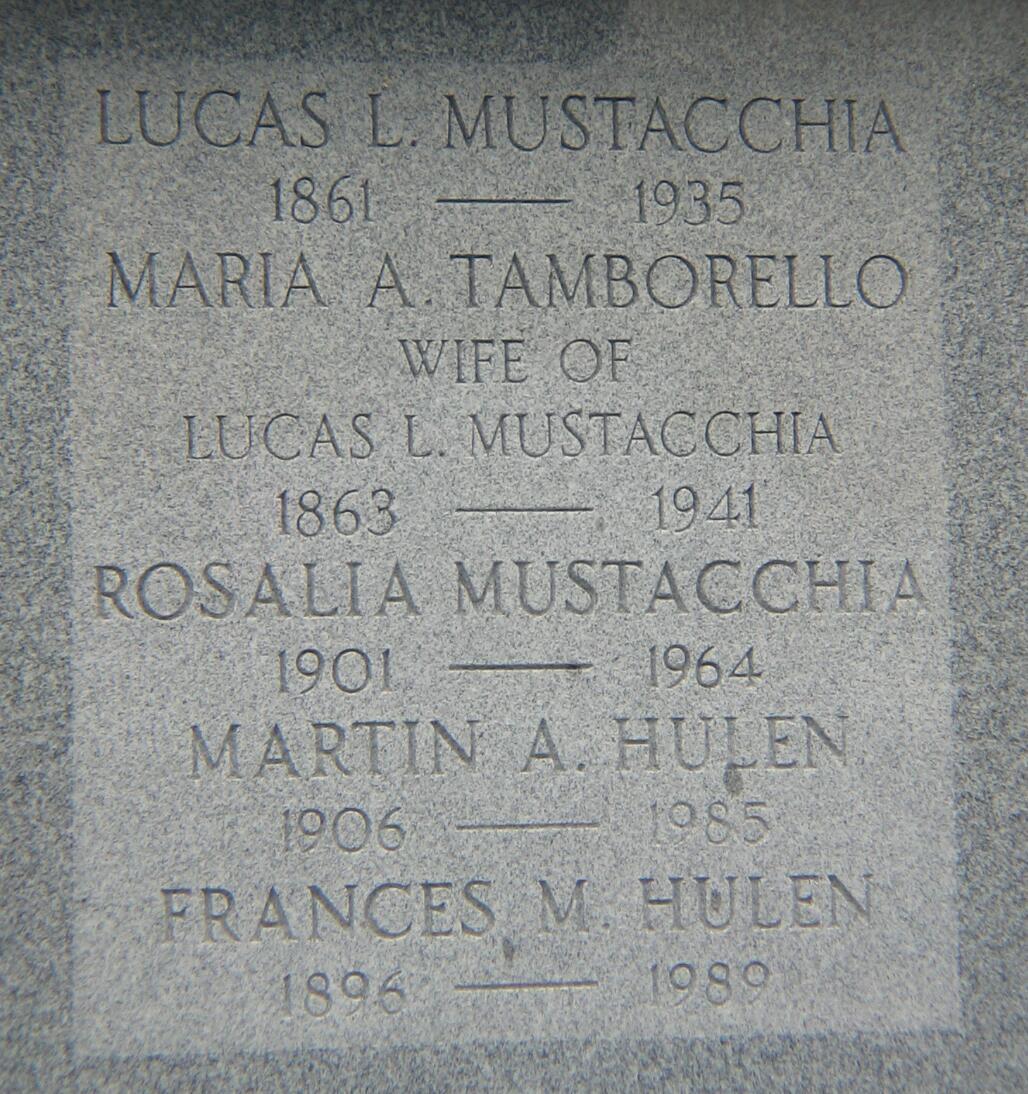 LUCAS L. MUSTACCHIA
1861 — 1935
MARIA A. TAMBORELLO
WIFE OF
LUCAS L. MUSTACCHIA
1863 — 1941
ROSALIA MUSTACCHIA
1901 — 1964
MARTIN A. HULEN
1906 — 1985
FRANCES M. HULEN
1896 — 1989